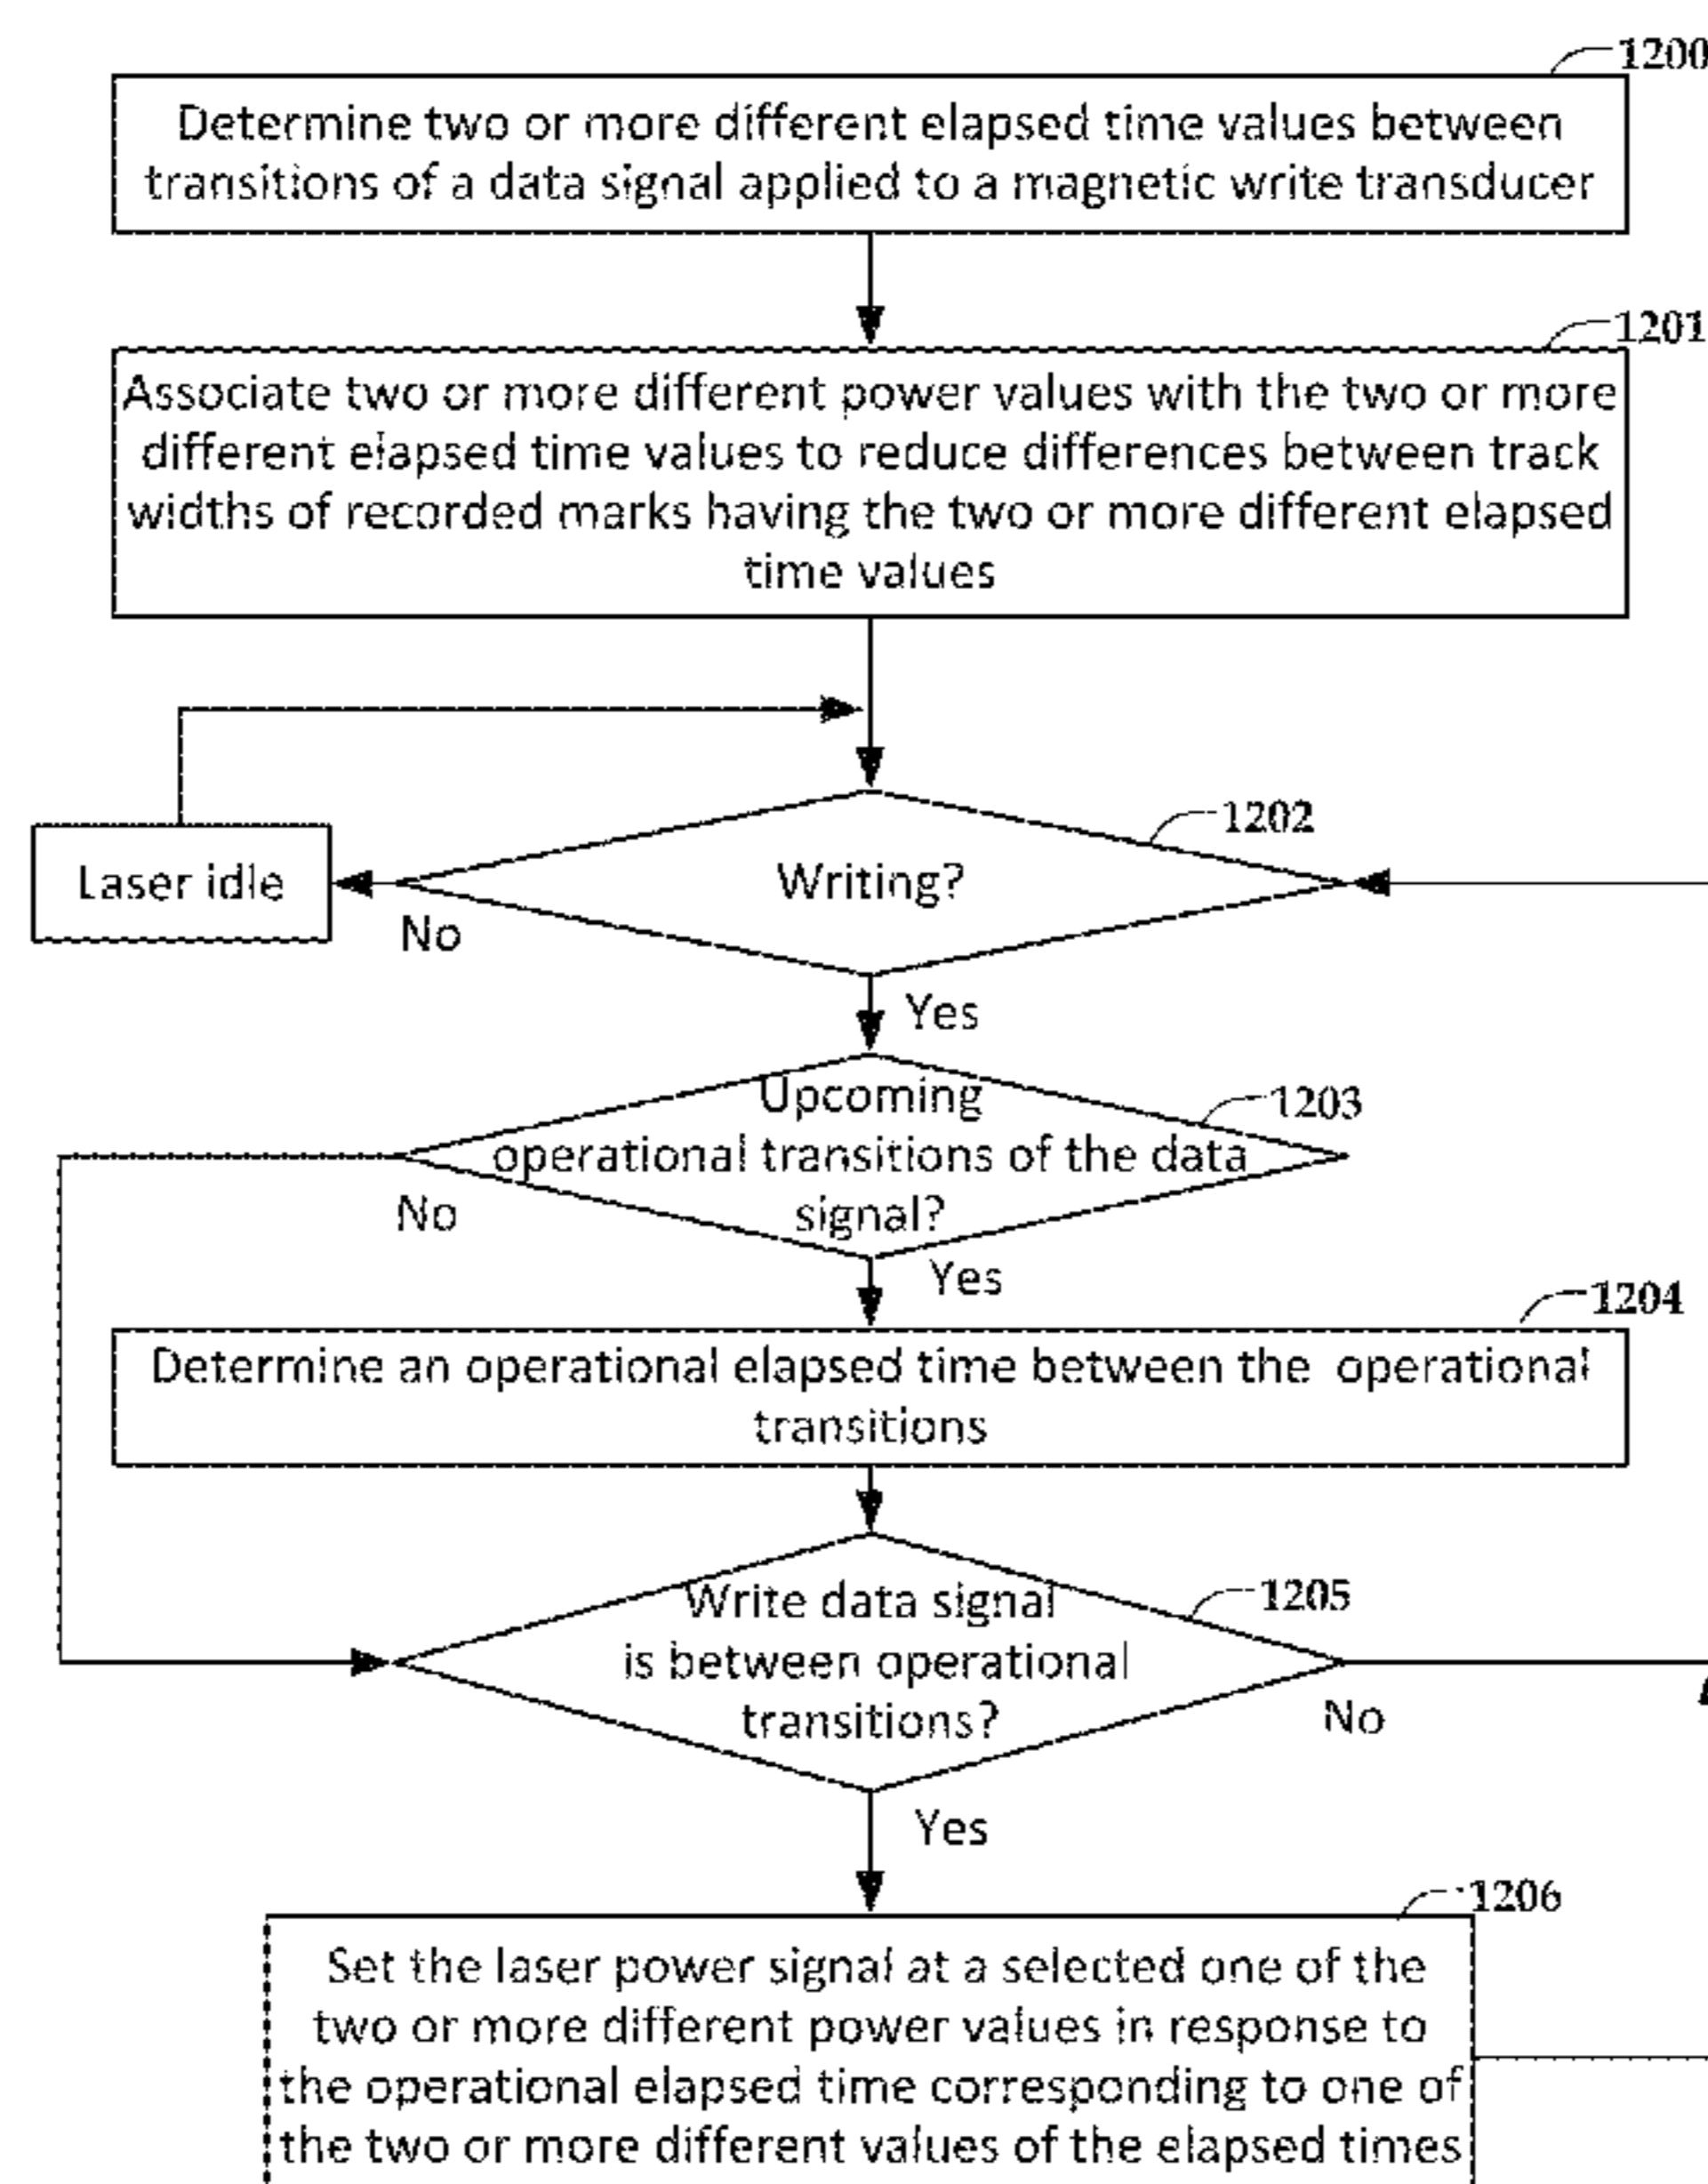 1200
Determine two or more different elapsed time values between
transitions of a data signal applied to a magnetic write transducer
1201
Associate two or more different power values with the two or more
different elapsed time values to reduce differences between track
widths of recorded marks having the two or more different elapsed
time values
1202
Writing?
Laser idle
No
Yes
Upcoming
1203
operational transitions of the data
signal?
No
Yes
1204
Determine an operational elapsed time between the operational
transitions
Write data signal
1205
is between operational
transitions?
No
Yes
1206
Set the laser power signal at a selected one of the
two or more different power values in response to
the operational elapsed time corresponding to one of
the two or more different values of the elapsed times